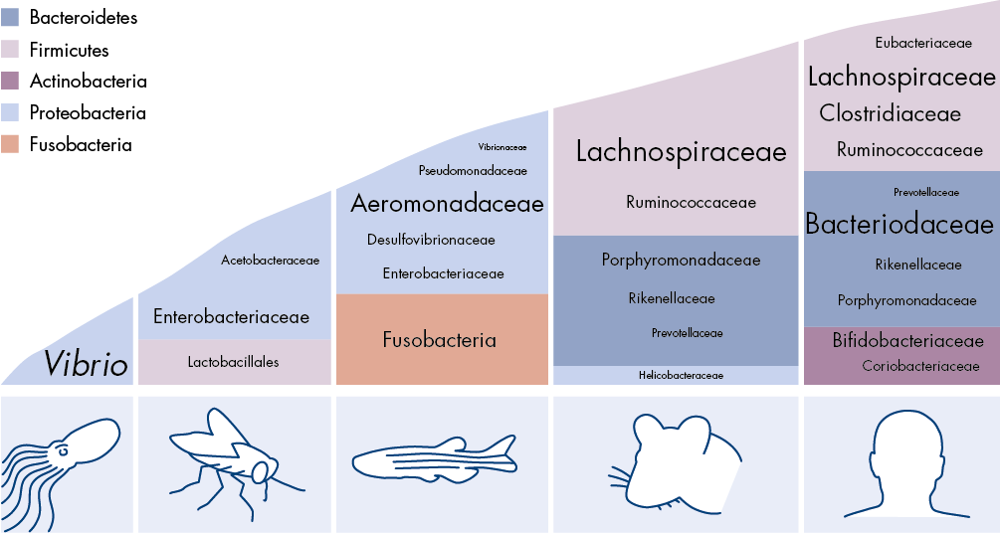 Bacteroidetes
Firmicutes
Actinobacteria
Proteobacteria
Fusobacteria
Vibrio
Acetobacteraceae
Enterobacteriaceae
Lactobacillales
Vibrionaceae
Pseudomonadaceae
Aeromonadaceae
Desulfovibrionaceae
Enterobacteriaceae
Fusobacteria
Lachnospiraceae
Ruminococcaceae
Porphyromonadaceae
Rikenellaceae
Prevotellaceae
Helicobacteraceae
Eubacteriaceae
Lachnospiraceae
Clostridiaceae
Ruminococcaceae
Prevotellaceae
Bacteriodaceae
Rikenellaceae
Porphyromonadaceae
Bifidobacteriaceae
Coriobacteriaceae